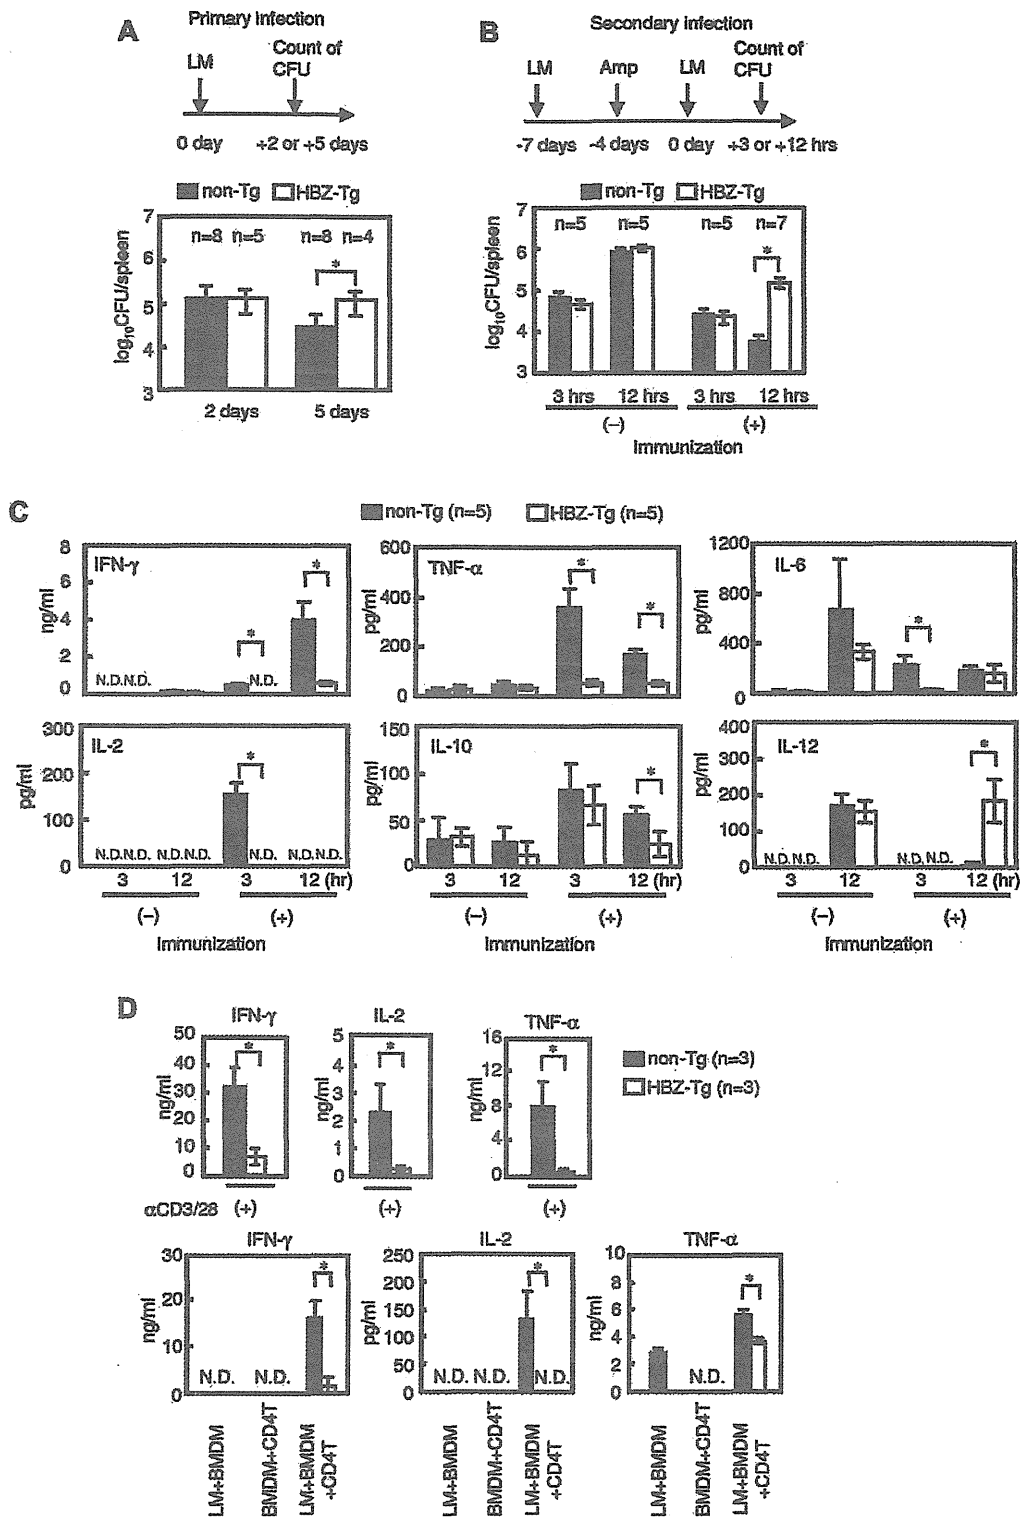 A
Primary infection
LM
Count of
CFU
0 day
+2 or +5 days
non-Tg
HBZ-Tg
log10CFU/spleen
7
6
5
4
3
n=8 n=5 n=8 n=4
*
2 days
5 days
B
Secondary infection
LM
Amp
LM
Count of
CFU
-7 days
-4 days
0 day
+3 or +12 hrs
non-Tg
HBZ-Tg
log10CFU/spleen
7
6
5
4
3
n=5 n=5 n=5 n=7
*
3 hrs 12 hrs 3 hrs 12 hrs
(−) (+)
Immunization
C
non-Tg (n=5)
HBZ-Tg (n=5)
IFN-γ
ng/ml
8
6
4
2
0
N.D.N.D.
*
N.D.
*
TNF-α
pg/ml
600
400
200
0
*
*
IL-6
pg/ml
1200
800
400
0
*
IL-2
pg/ml
300
200
100
0
N.D.N.D. N.D.N.D.
*
N.D. N.D.N.D.
3 12 3 12 (hr)
(−) (+)
Immunization
IL-10
pg/ml
150
100
50
0
*
3 12 3 12 (hr)
(−) (+)
Immunization
IL-12
pg/ml
400
300
200
100
0
N.D.N.D.
N.D.N.D.
*
3 12 3 12 (hr)
(−) (+)
Immunization
D
IFN-γ
ng/ml
50
40
30
20
10
0
*
IL-2
ng/ml
5
4
3
2
1
0
*
TNF-α
ng/ml
16
12
8
4
0
*
non-Tg (n=3)
HBZ-Tg (n=3)
αCD3/28 (+) (+) (+)
IFN-γ
ng/ml
30
20
10
0
N.D. N.D.
*
LM+BMDM
BMDM+CD4T
LM+BMDM
+CD4T
IL-2
pg/ml
250
200
150
100
50
0
N.D. N.D.
*
N.D.
LM+BMDM
BMDM+CD4T
LM+BMDM
+CD4T
TNF-α
ng/ml
10
8
6
4
2
0
N.D.
*
LM+BMDM
BMDM+CD4T
LM+BMDM
+CD4T